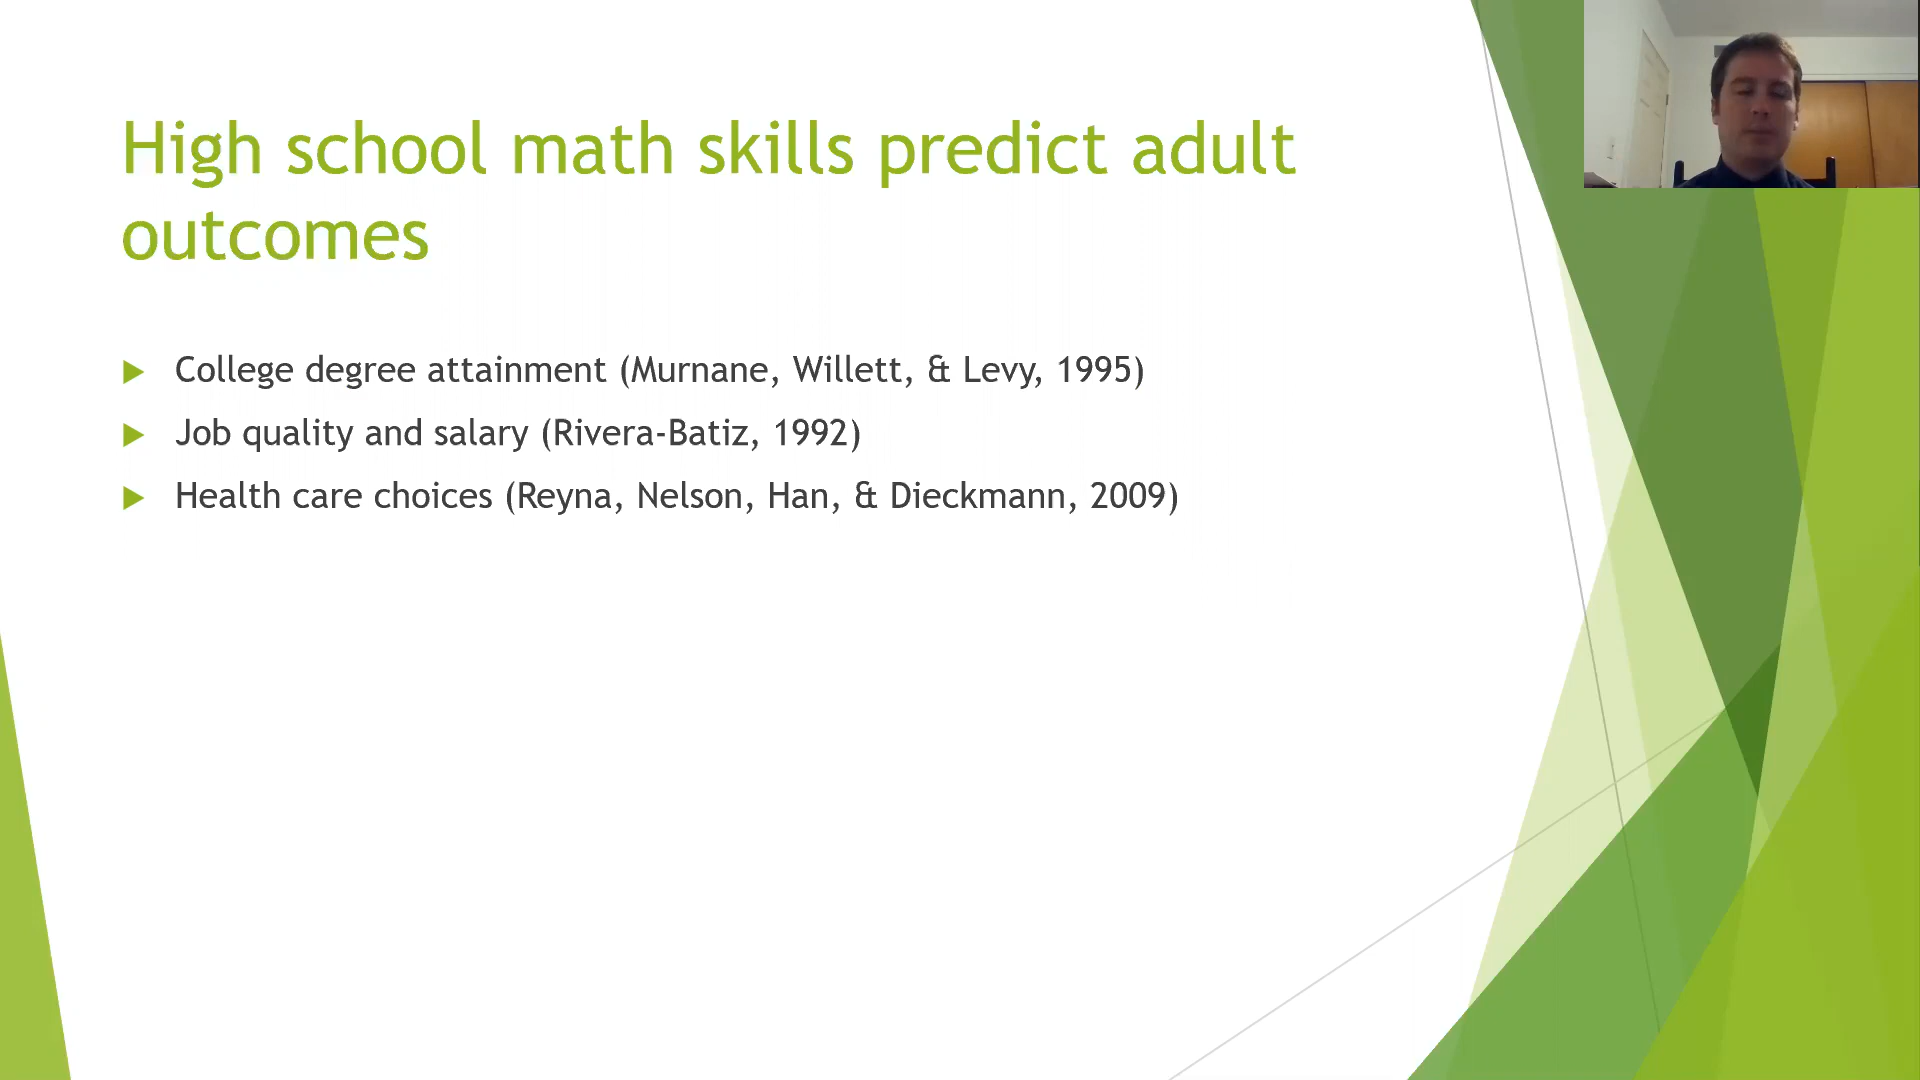 High school math skills predict adult
outcomes
College degree attainment (Murnane, Willett, & Levy, 1995)
Job quality and salary (Rivera-Batiz, 1992)
Health care choices (Reyna, Nelson, Han, & Dieckmann, 2009)